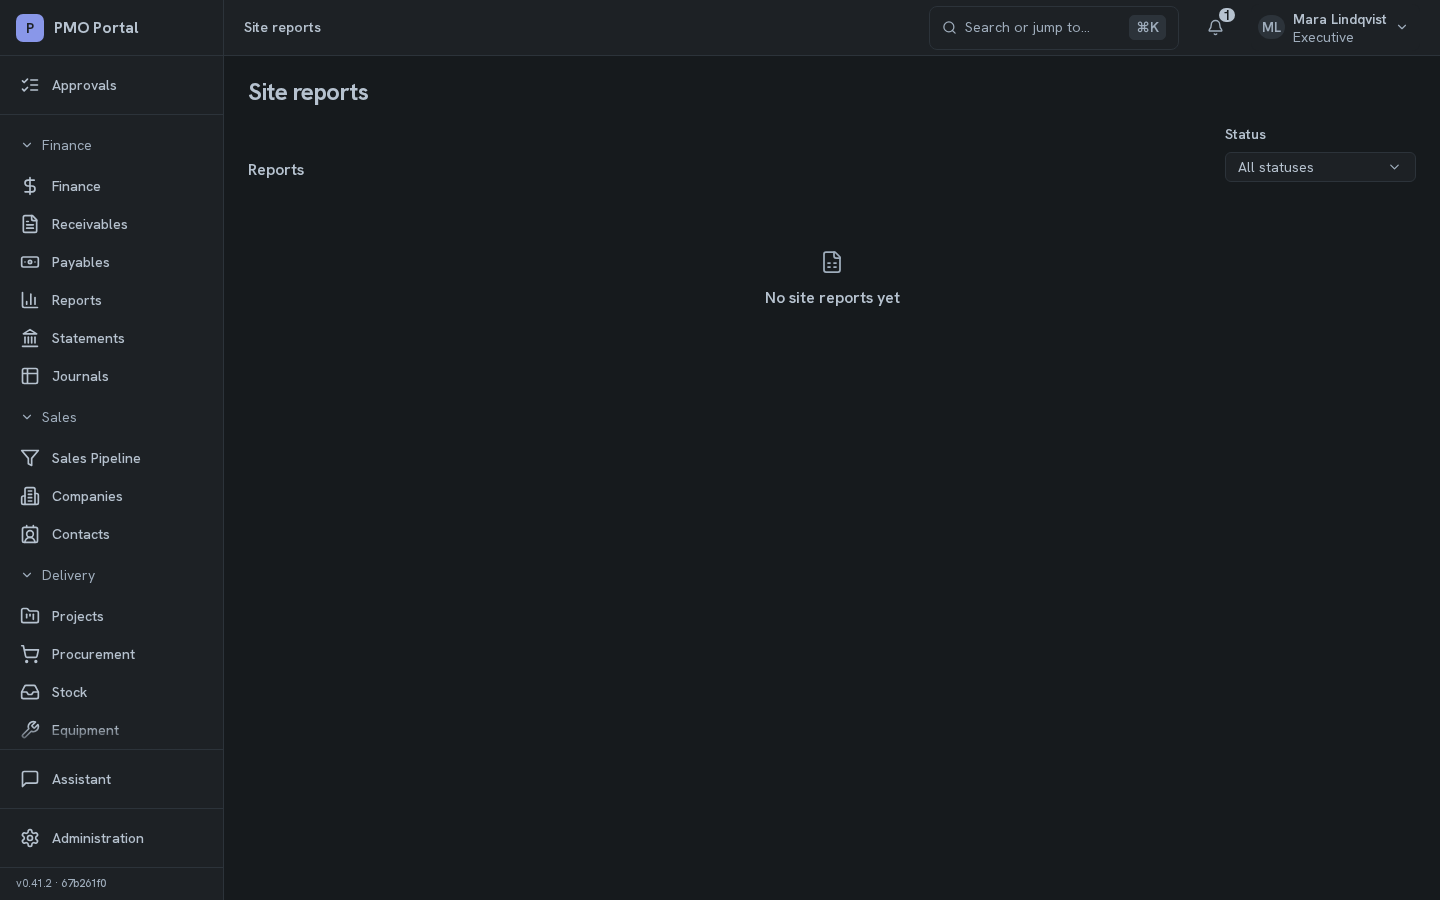 P PMO Portal
Site reports
Search or jump to...
⌘K
1
ML
Mara Lindqvist
Executive
Approvals
Finance
Finance
Receivables
Payables
Reports
Statements
Journals
Sales
Sales Pipeline
Companies
Contacts
Delivery
Projects
Procurement
Stock
Equipment
Assistant
Administration
v0.41.2 · 67b261f0
Site reports
Status
Reports
All statuses
No site reports yet